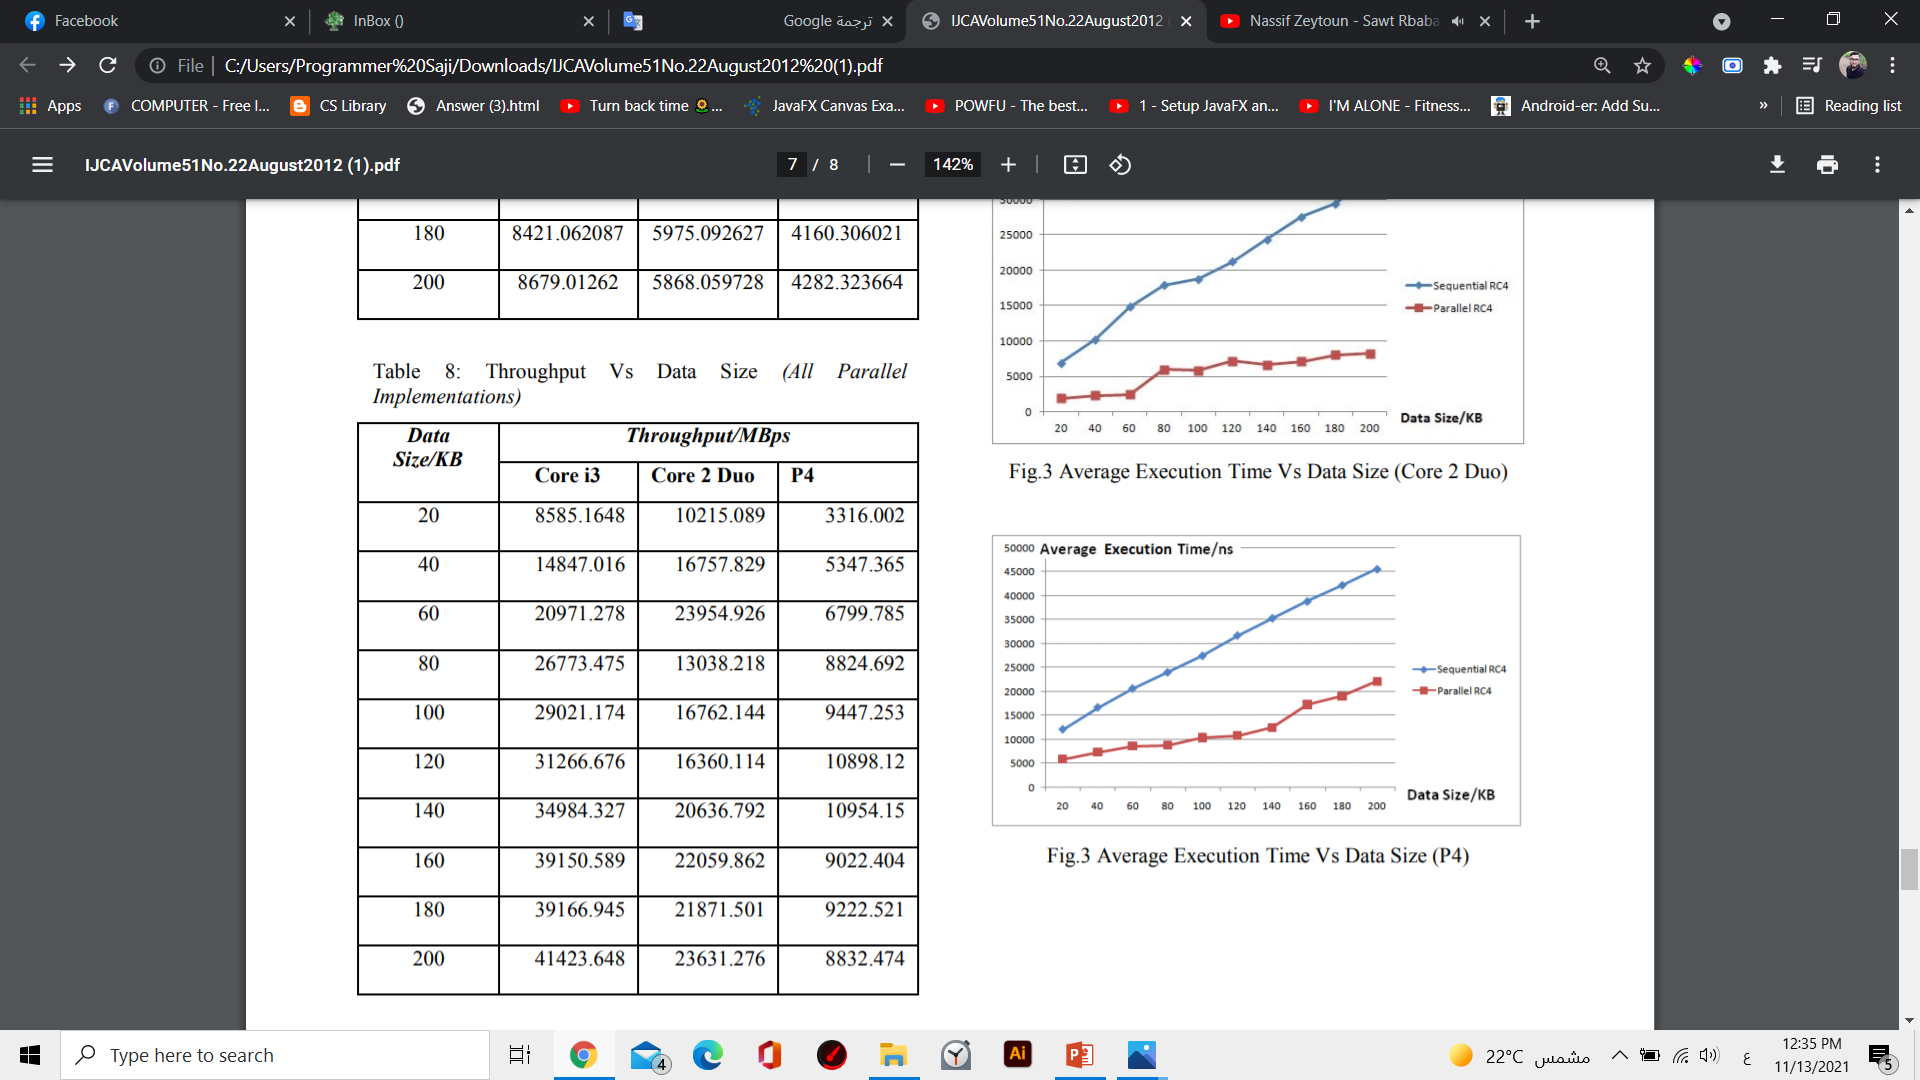 Facebook
InBox ()
ترجمة Google
IJCAVolume51No.22August2012
Nassif Zeytoun - Sawt Rbaba
File
C:/Users/Programmer%20Saji/Downloads/IJCAVolume51No.22August2012%20(1).pdf
Apps
COMPUTER - Free I...
CS Library
Answer (3).html
Turn back time 🌻...
JavaFX Canvas Exa...
POWFU - The best...
1 - Setup JavaFX an...
I'M ALONE - Fitness...
Android-er: Add Su...
»
Reading list
IJCAVolume51No.22August2012 (1).pdf
7 / 8
142%
180 8421.062087 5975.092627 4160.306021
200 8679.01262 5868.059728 4282.323664
Table 8: Throughput Vs Data Size (All Parallel
Implementations)
Data
Size/KB
Throughput/MBps
Core i3 Core 2 Duo P4
20 8585.1648 10215.089 3316.002
40 14847.016 16757.829 5347.365
60 20971.278 23954.926 6799.785
80 26773.475 13038.218 8824.692
100 29021.174 16762.144 9447.253
120 31266.676 16360.114 10898.12
140 34984.327 20636.792 10954.15
160 39150.589 22059.862 9022.404
180 39166.945 21871.501 9222.521
200 41423.648 23631.276 8832.474
30000
25000
20000
15000
10000
5000
0
20 40 60 80 100 120 140 160 180 200
Data Size/KB
Sequential RC4
Parallel RC4
Fig.3 Average Execution Time Vs Data Size (Core 2 Duo)
Average Execution Time/ns
50000
45000
40000
35000
30000
25000
20000
15000
10000
5000
0
20 40 60 80 100 120 140 160 180 200
Data Size/KB
Sequential RC4
Parallel RC4
Fig.3 Average Execution Time Vs Data Size (P4)
Type here to search
4
Ai
22°C مشمس
ع
12:35 PM
11/13/2021
5